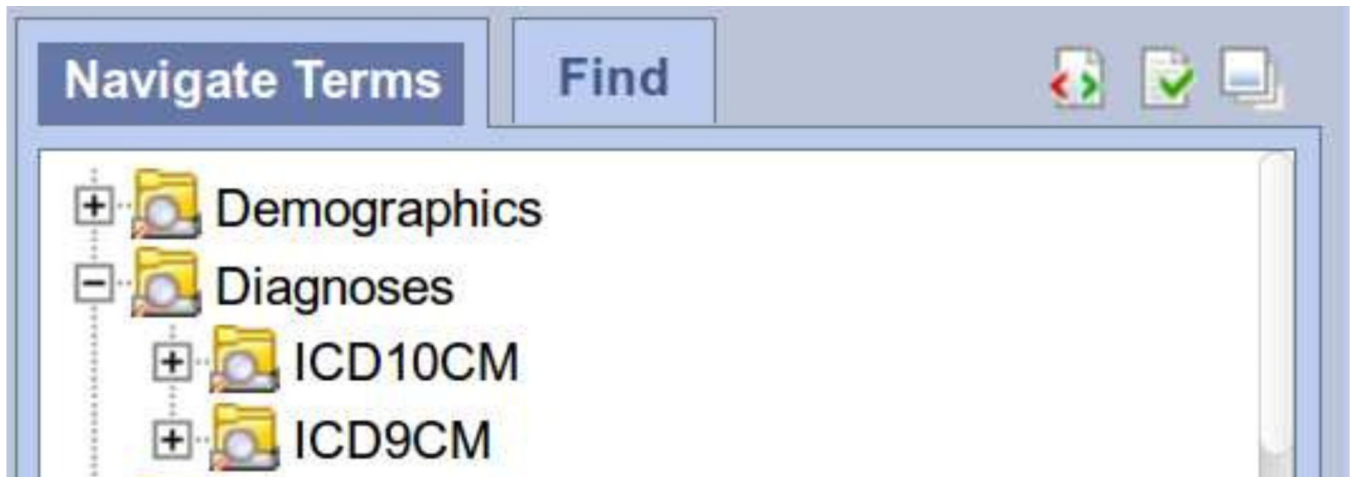 Navigate Terms Find
Demographics
Diagnoses
ICD10CM
ICD9CM